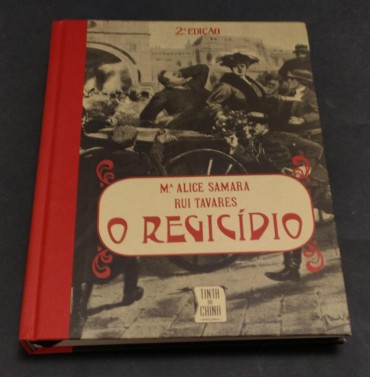 2ª EDIÇÃO
Mª ALICE SAMARA
RUI TAVARES
O REGICÍDIO
TINTA
DA
CHINA